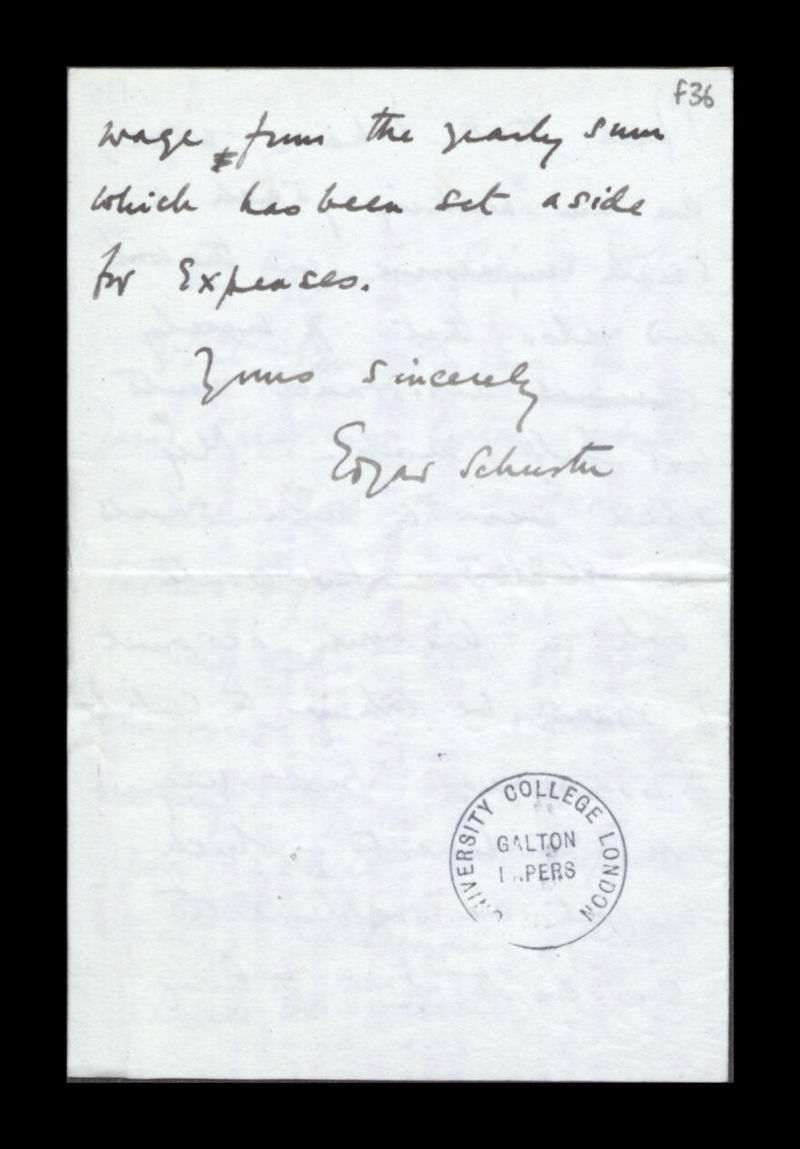 f36
wage from the yearly sum
which has been set aside
for Expenses.
Yours sincerely
Edgar Schuster
UNIVERSITY COLLEGE LONDON
GALTON
PAPERS